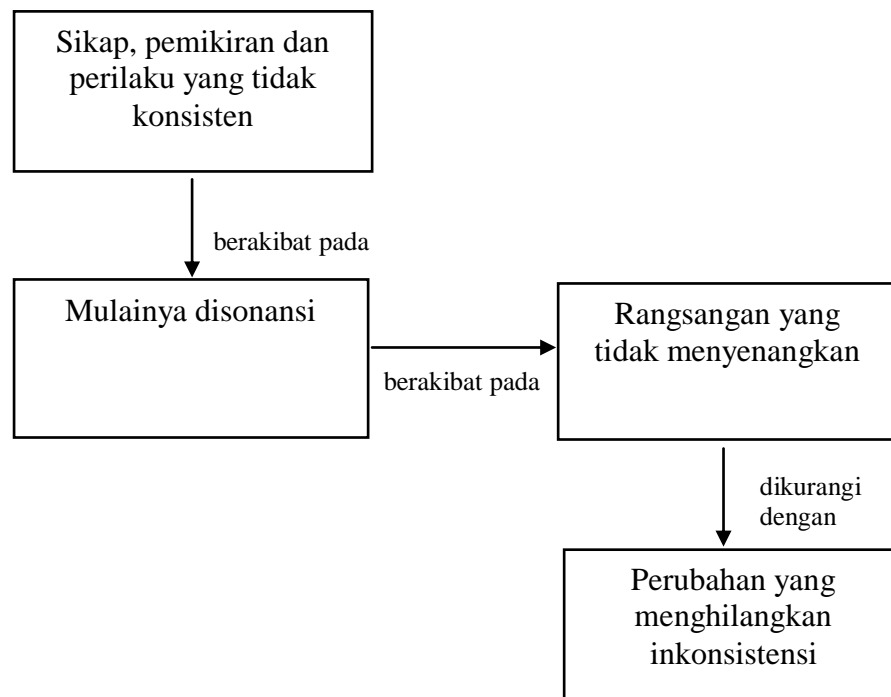 Sikap, pemikiran dan
perilaku yang tidak
konsisten
berakibat pada
Mulainya disonansi
berakibat pada
Rangsangan yang
tidak menyenangkan
dikurangi
dengan
Perubahan yang
menghilangkan
inkonsistensi